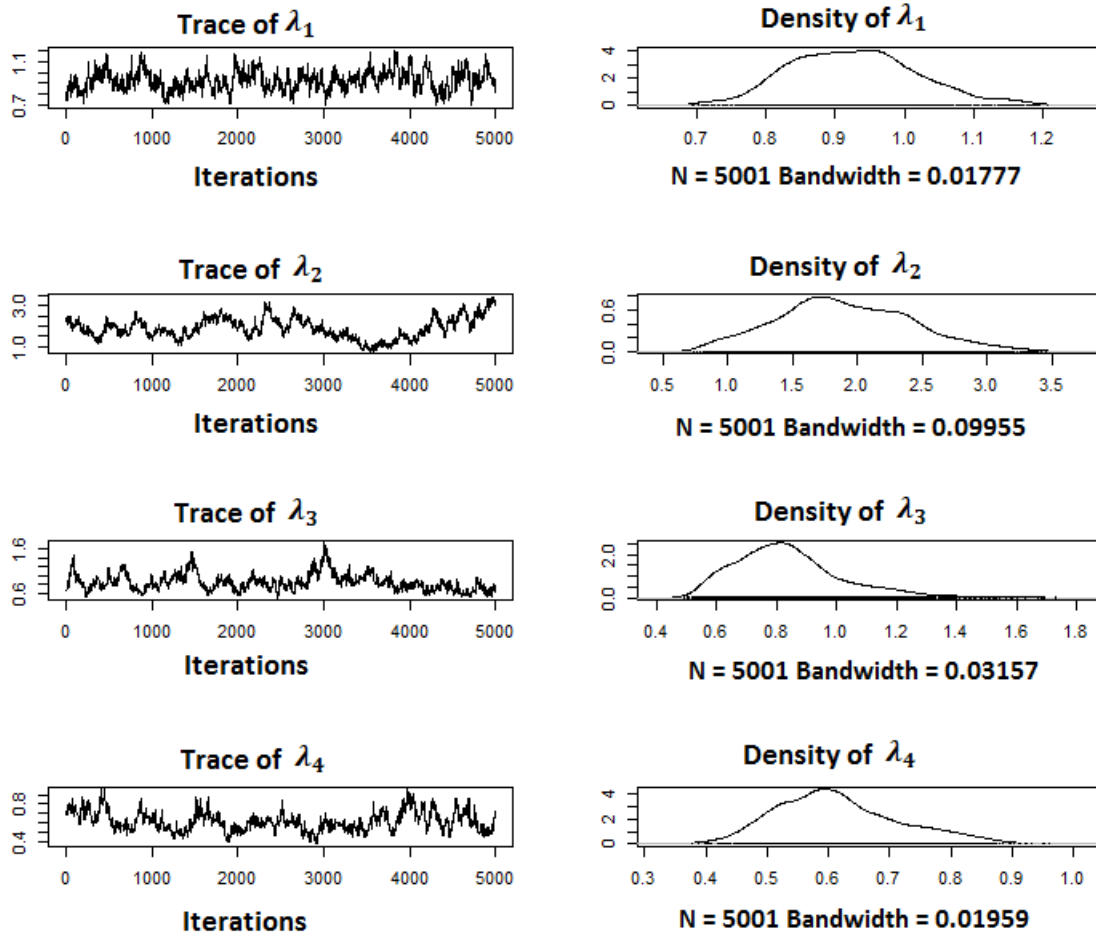 Trace of λ1
1.1
0.7
0 1000 2000 3000 4000 5000
Iterations
Density of λ1
4
2
0
0.7 0.8 0.9 1.0 1.1 1.2
N = 5001 Bandwidth = 0.01777
Trace of λ2
3.0
1.0
0 1000 2000 3000 4000 5000
Iterations
Density of λ2
0.6
0.0
0.5 1.0 1.5 2.0 2.5 3.0 3.5
N = 5001 Bandwidth = 0.09955
Trace of λ3
1.6
0.6
0 1000 2000 3000 4000 5000
Iterations
Density of λ3
2.0
0.0
0.4 0.6 0.8 1.0 1.2 1.4 1.6 1.8
N = 5001 Bandwidth = 0.03157
Trace of λ4
0.8
0.4
0 1000 2000 3000 4000 5000
Iterations
Density of λ4
4
2
0
0.3 0.4 0.5 0.6 0.7 0.8 0.9 1.0
N = 5001 Bandwidth = 0.01959